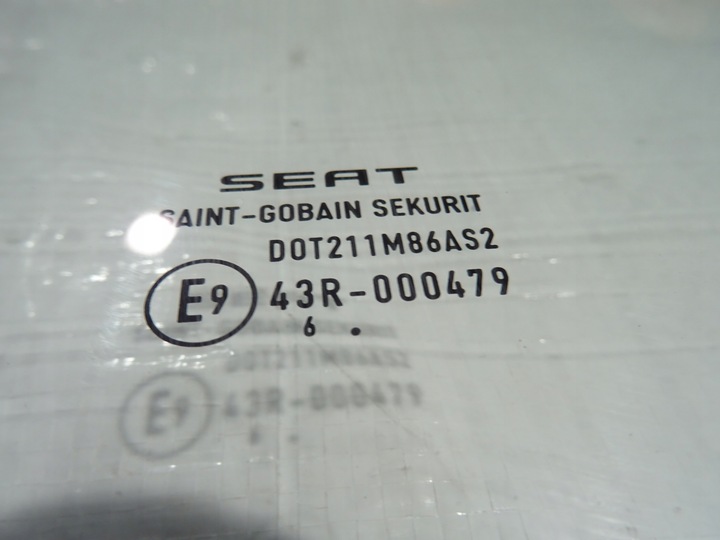 SEAT
SAINT-GOBAIN SEKURIT
DOT211M86AS2
E9 43R-000479
6 .